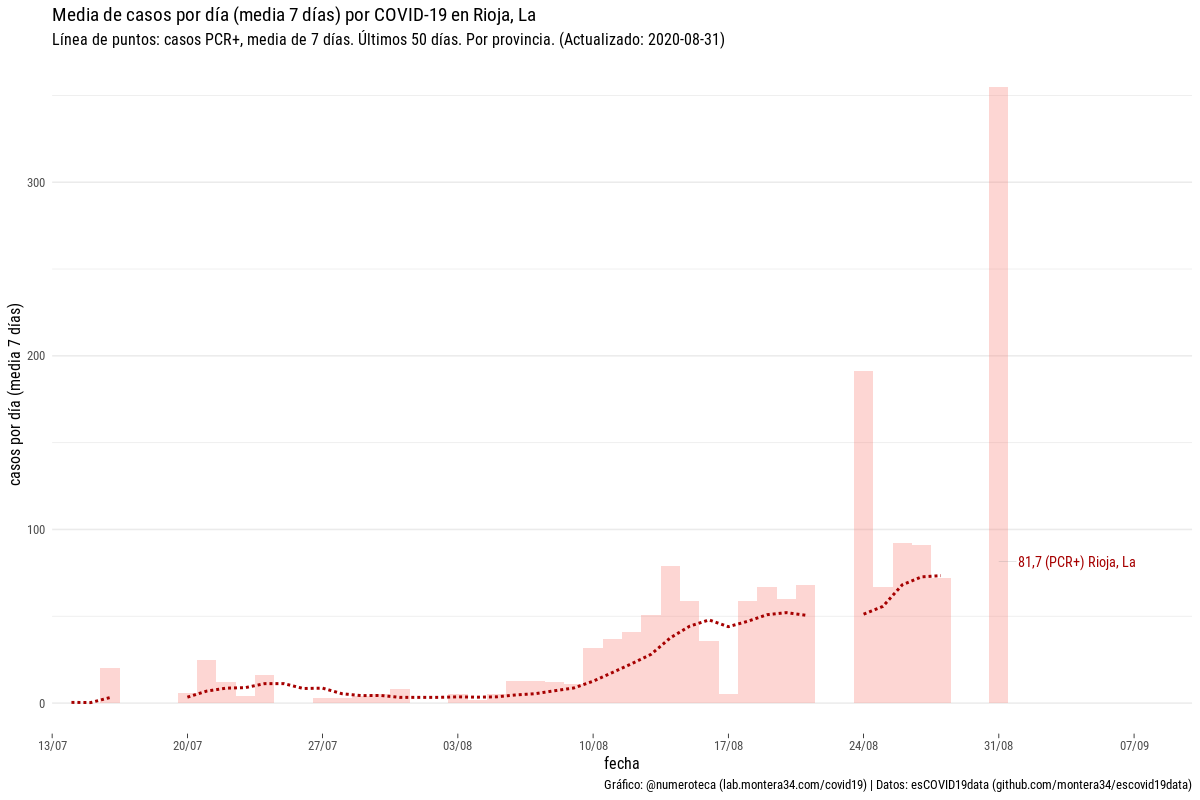 Media de casos por día (media 7 días) por COVID-19 en Rioja, La
Línea de puntos: casos PCR+, media de 7 días. Últimos 50 días. Por provincia. (Actualizado: 2020-08-31)
casos por día (media 7 días)
300
200
100
0
81,7 (PCR+) Rioja, La
13/07 20/07 27/07 03/08 10/08 17/08 24/08 31/08 07/09
fecha
Gráfico: @numeroteca (lab.montera34.com/covid19) | Datos: esCOVID19data (github.com/montera34/escovid19data)